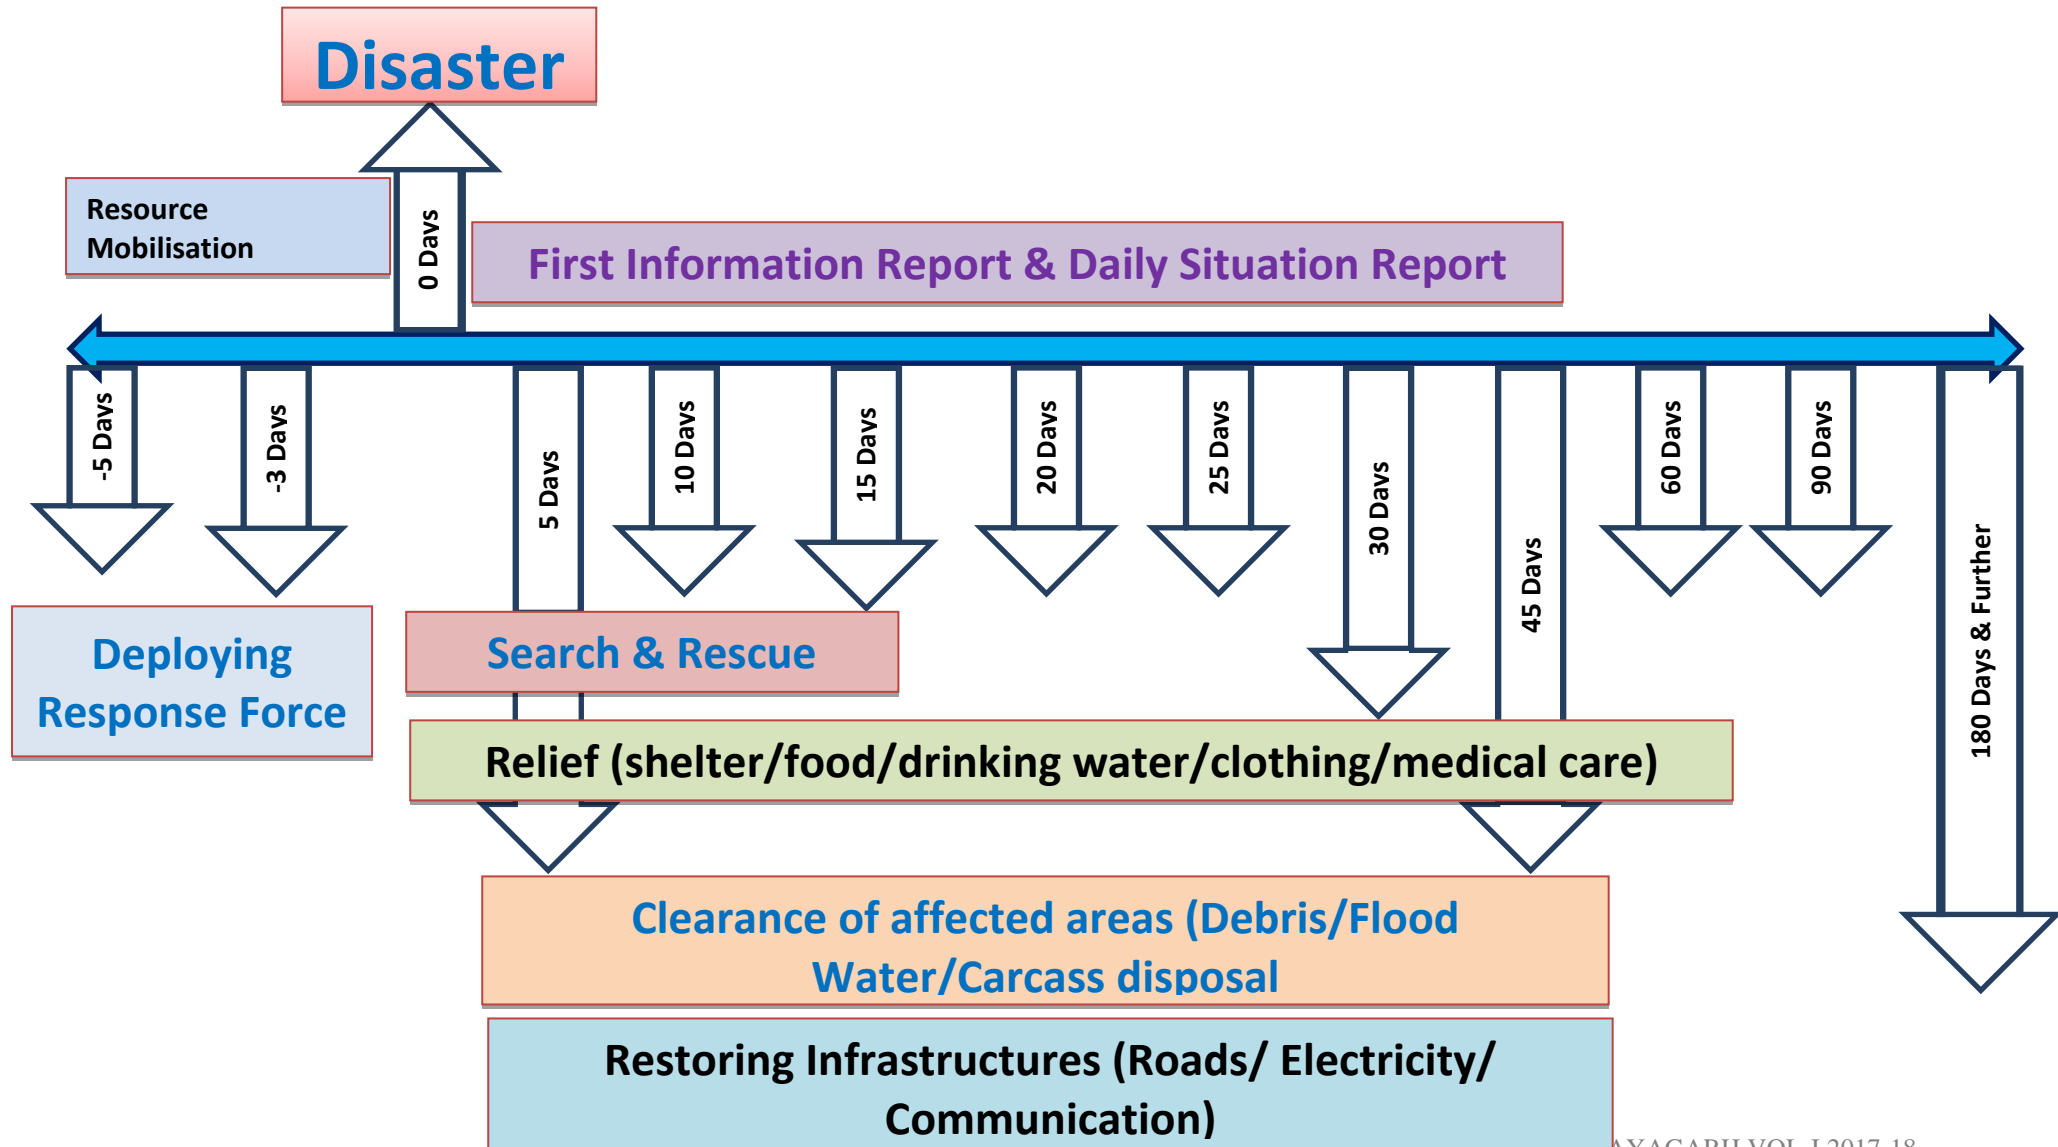 Disaster
Resource
Mobilisation
0 Days
First Information Report & Daily Situation Report
-5 Days
-3 Days
5 Days
10 Days
15 Days
20 Days
25 Days
30 Days
45 Days
60 Days
90 Days
180 Days & Further
Deploying
Response Force
Search & Rescue
Relief (shelter/food/drinking water/clothing/medical care)
Clearance of affected areas (Debris/Flood
Water/Carcass disposal
Restoring Infrastructures (Roads/ Electricity/
Communication)
VOL-I 2017-18